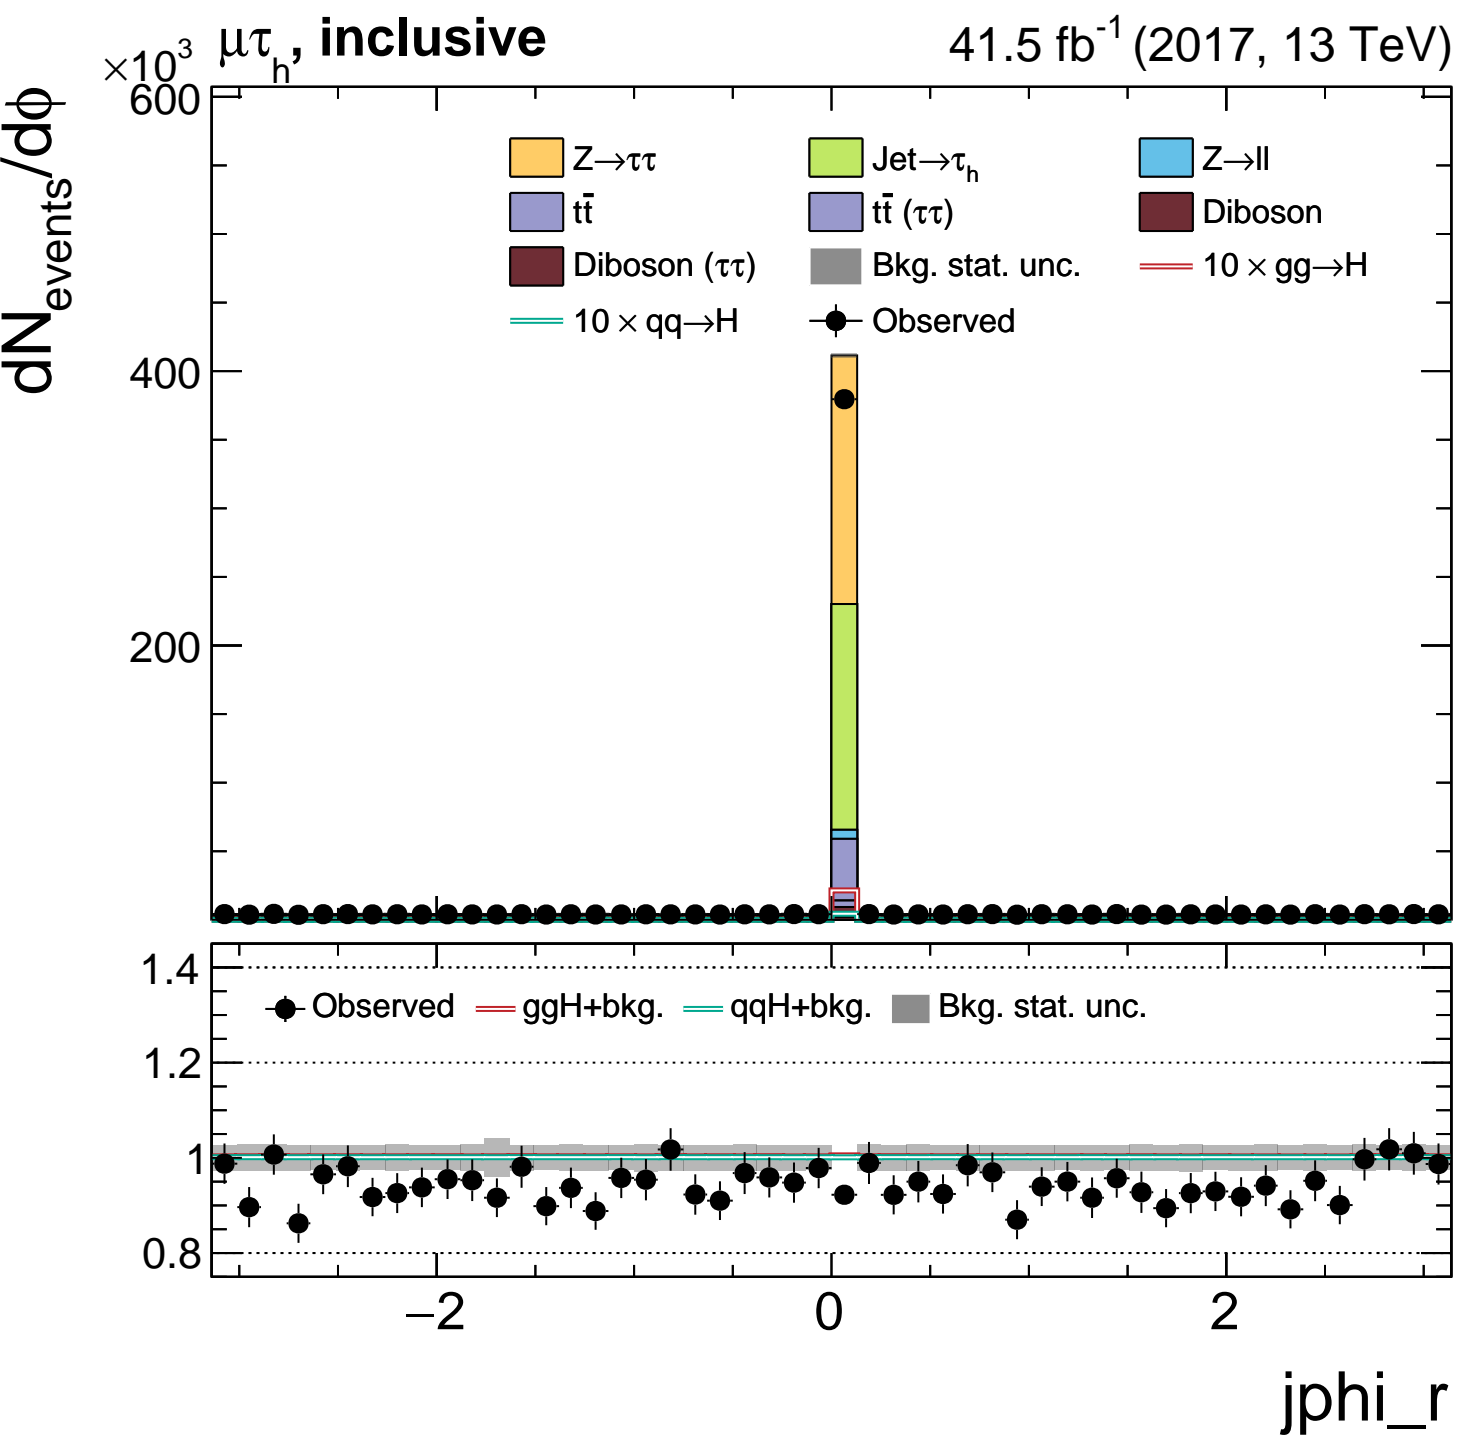 ×10³ μτₕ, inclusive 41.5 fb⁻¹ (2017, 13 TeV)
dN_events/dϕ
600
400
200
Z→ττ Jet→τₕ Z→ll
tt̄ tt̄ (ττ) Diboson
Diboson (ττ) Bkg. stat. unc. 10 × gg→H
10 × qq→H Observed
1.4
1.2
1
0.8
Observed ggH+bkg. qqH+bkg. Bkg. stat. unc.
−2 0 2
jphi_r